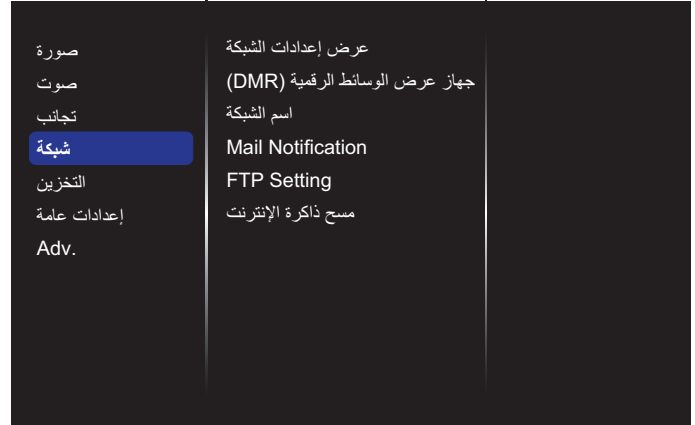 صورة
صوت
تجانب
شبكة
التخزين
إعدادات عامة
Adv.
عرض إعدادات الشبكة
جهاز عرض الوسائط الرقمية (DMR)
اسم الشبكة
Mail Notification
FTP Setting
مسح ذاكرة الإنترنت